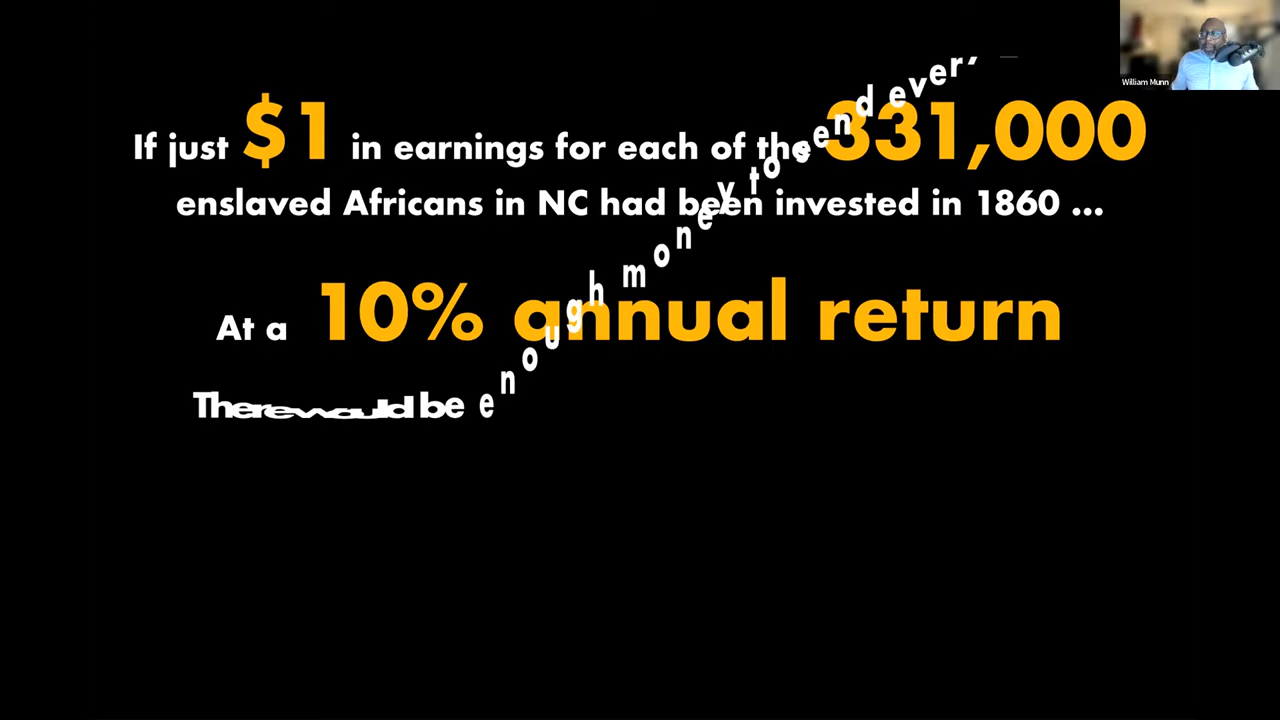 If just $1 in earnings for each of the 331,000
enslaved Africans in NC had been invested in 1860 ...
At a 10% annual return
There would be enough money to send every
William Munn